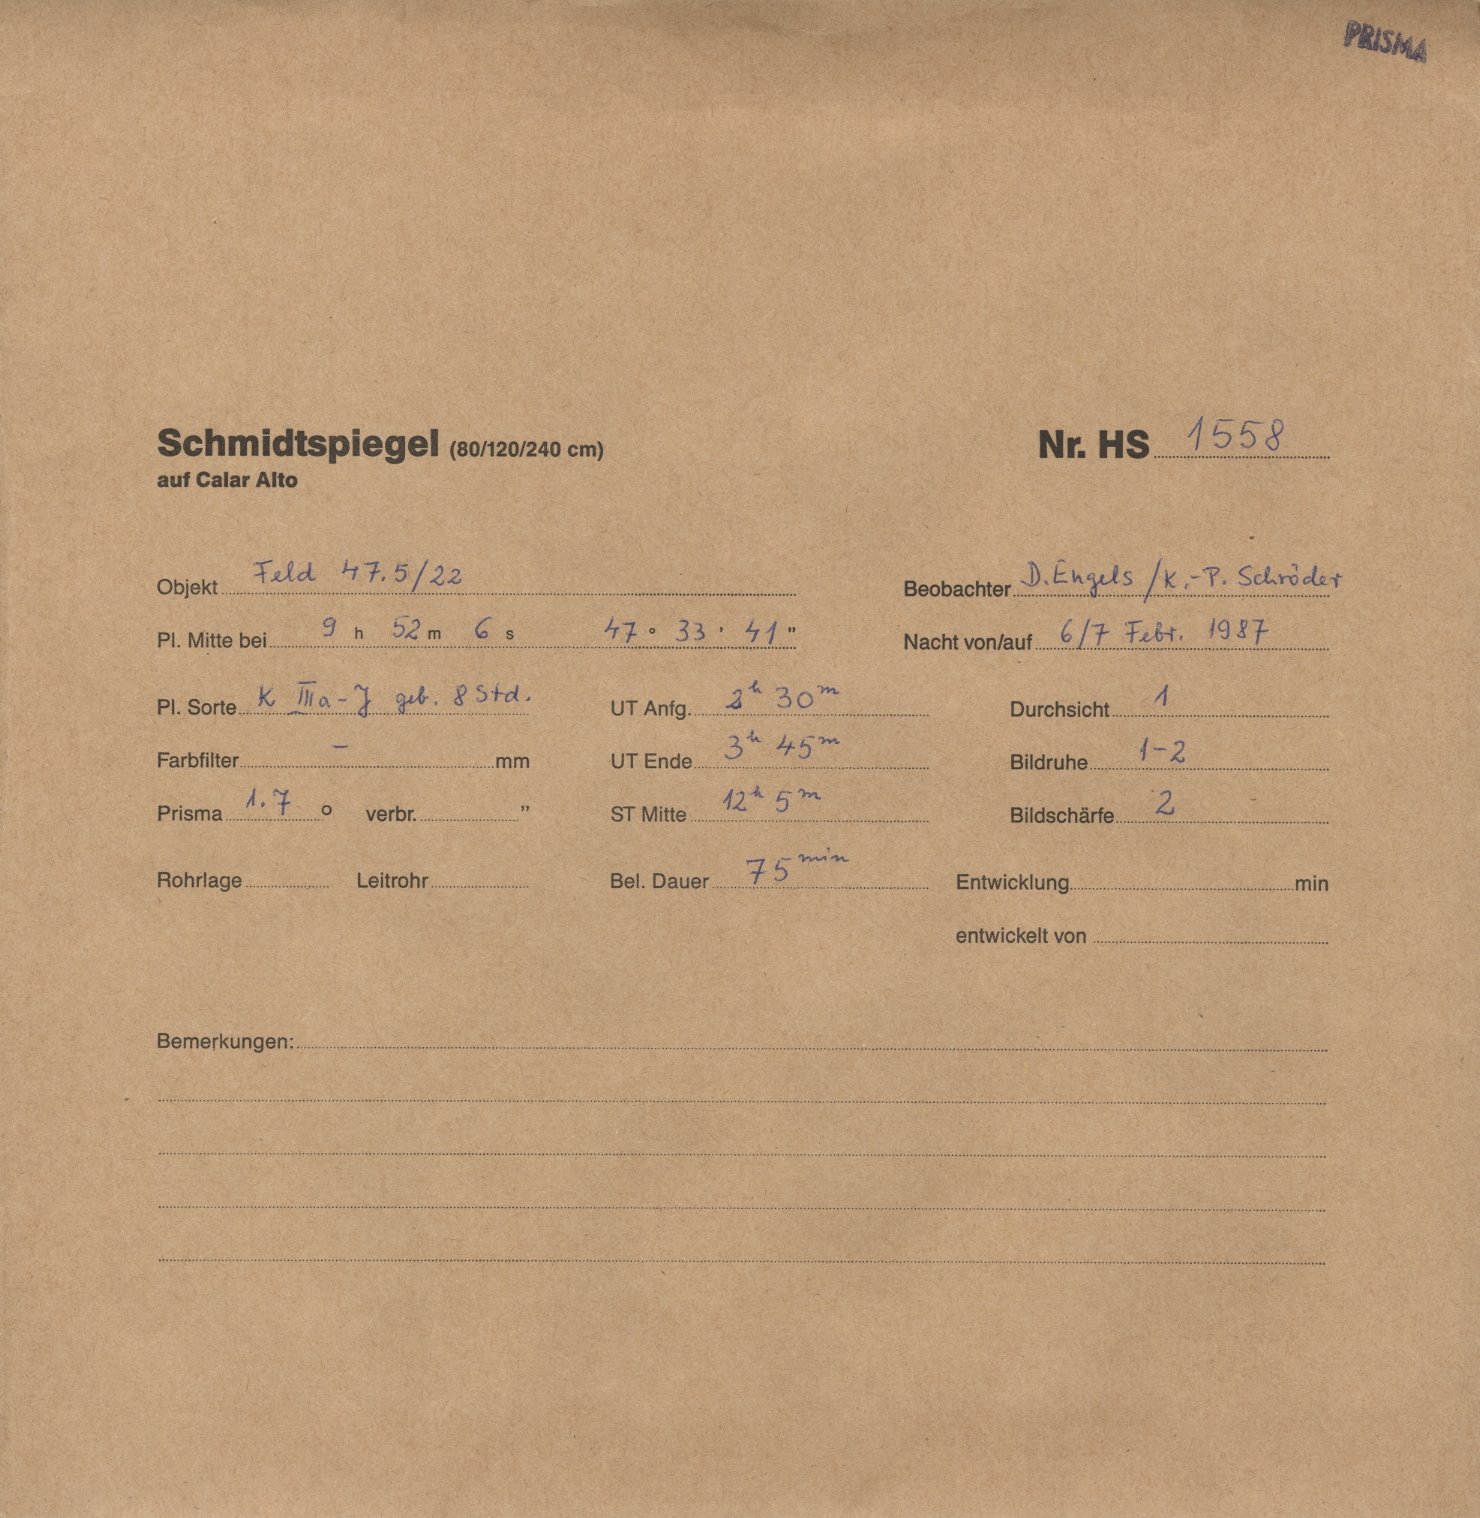 PRISMA
Schmidtspiegel (80/120/240 cm) Nr. HS 1558
auf Calar Alto
Objekt Feld 47.5/22 Beobachter D. Engels / K.-P. Schröder
Pl. Mitte bei 9 h 52 m 6 s 47 ° 33 ' 41 " Nacht von/auf 6/7 Febr. 1987
Pl. Sorte K IIIa-J geb. 8 Std. UT Anfg. 2h 30m Durchsicht 1
Farbfilter – mm UT Ende 3h 45m Bildruhe 1-2
Prisma 1.7 ° verbr. " ST Mitte 12h 5m Bildschärfe 2
Rohrlage Leitrohr Bel. Dauer 75 min Entwicklung min
entwickelt von
Bemerkungen: